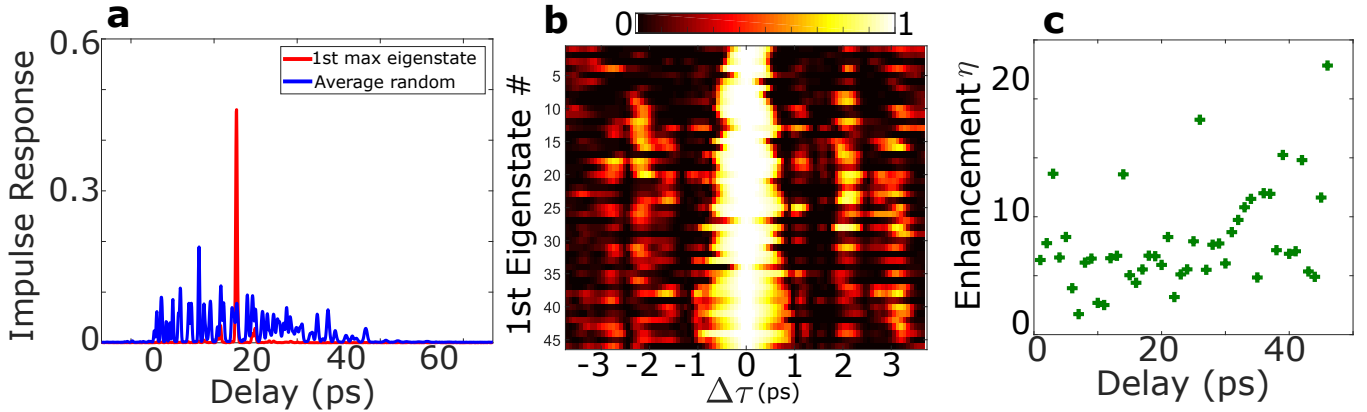 a
Impulse Response
0.6
0.3
0
1st max eigenstate
Average random
0 20 40 60
Delay (ps)
b
0 1
1st Eigenstate #
5
10
15
20
25
30
35
40
45
-3 -2 -1 0 1 2 3
Δτ (ps)
c
Enhancement η
20
10
0
0 20 40
Delay (ps)